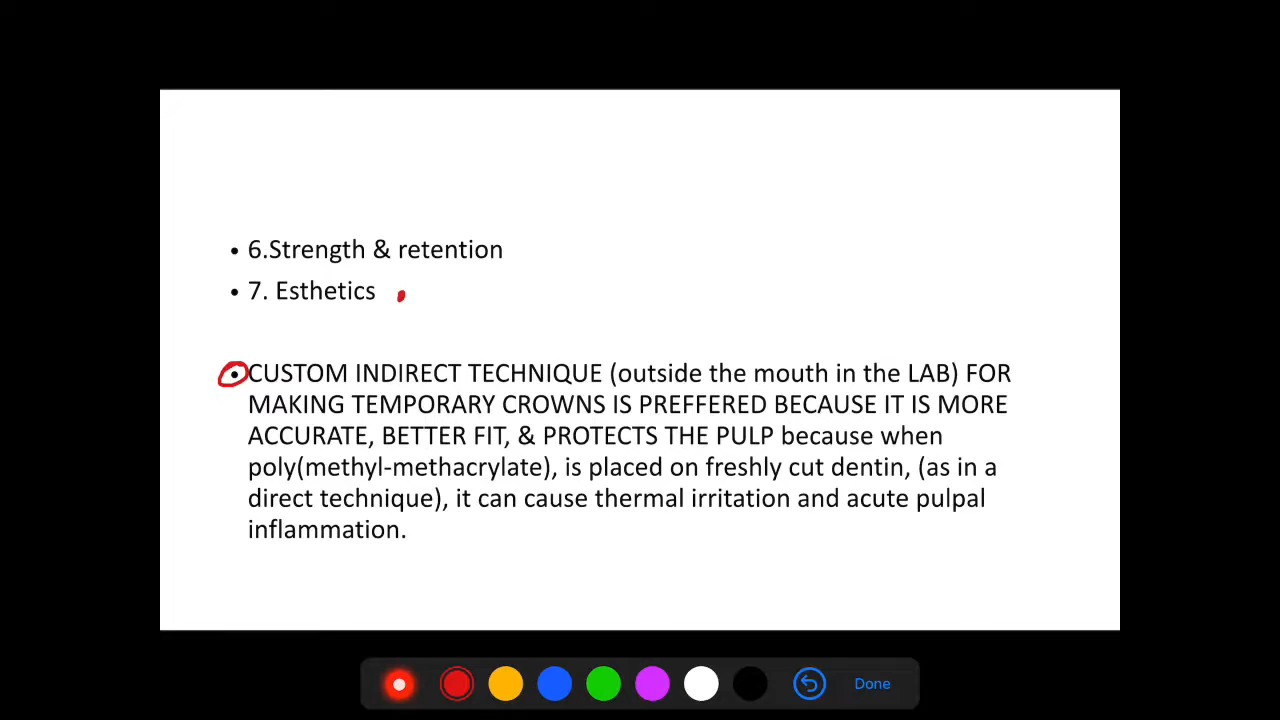 • 6.Strength & retention
• 7. Esthetics
• CUSTOM INDIRECT TECHNIQUE (outside the mouth in the LAB) FOR
MAKING TEMPORARY CROWNS IS PREFFERED BECAUSE IT IS MORE
ACCURATE, BETTER FIT, & PROTECTS THE PULP because when
poly(methyl-methacrylate), is placed on freshly cut dentin, (as in a
direct technique), it can cause thermal irritation and acute pulpal
inflammation.
Done